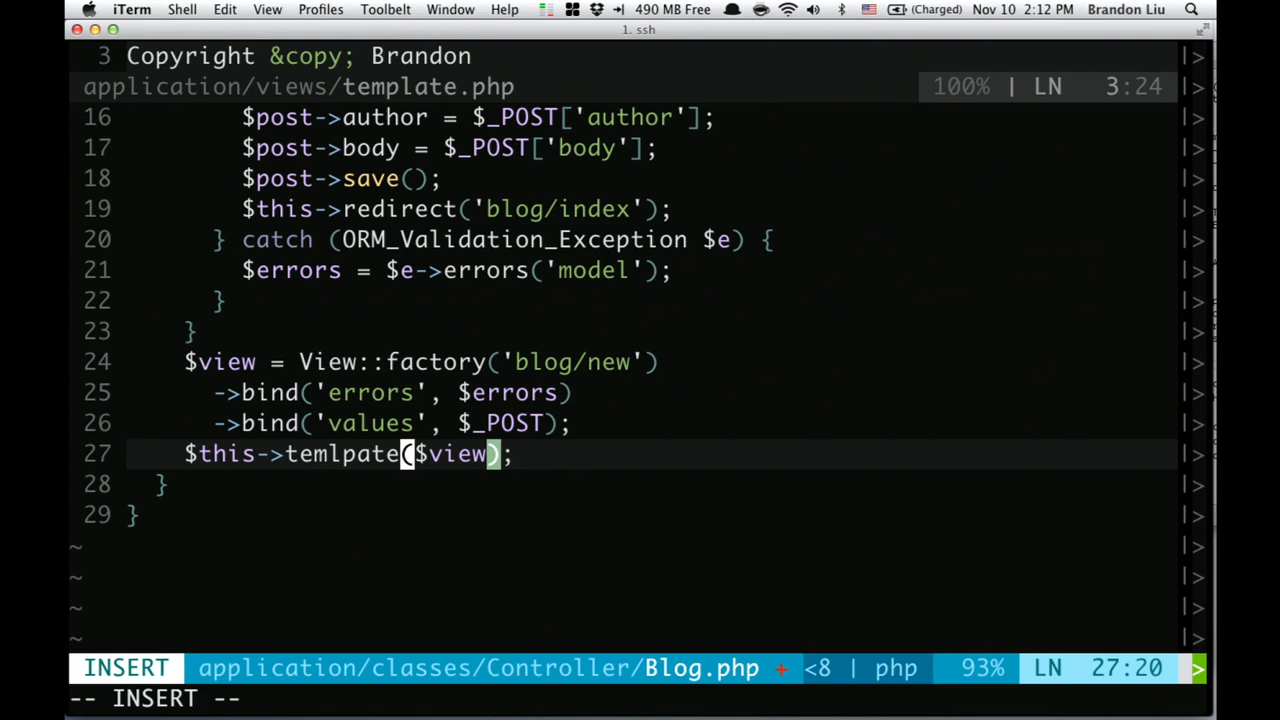 iTerm Shell Edit View Profiles Toolbelt Window Help 490 MB Free (Charged) Nov 10 2:12 PM Brandon Liu
1. ssh
3 Copyright &copy; Brandon
application/views/template.php 100% | LN 3:24
16 $post->author = $_POST['author'];
17 $post->body = $_POST['body'];
18 $post->save();
19 $this->redirect('blog/index');
20 } catch (ORM_Validation_Exception $e) {
21 $errors = $e->errors('model');
22 }
23 }
24 $view = View::factory('blog/new')
25 ->bind('errors', $errors)
26 ->bind('values', $_POST);
27 $this->temlpate($view);
28 }
29 }
~
~
~
~
INSERT application/classes/Controller/Blog.php + <8 | php 93% LN 27:20 >
-- INSERT --